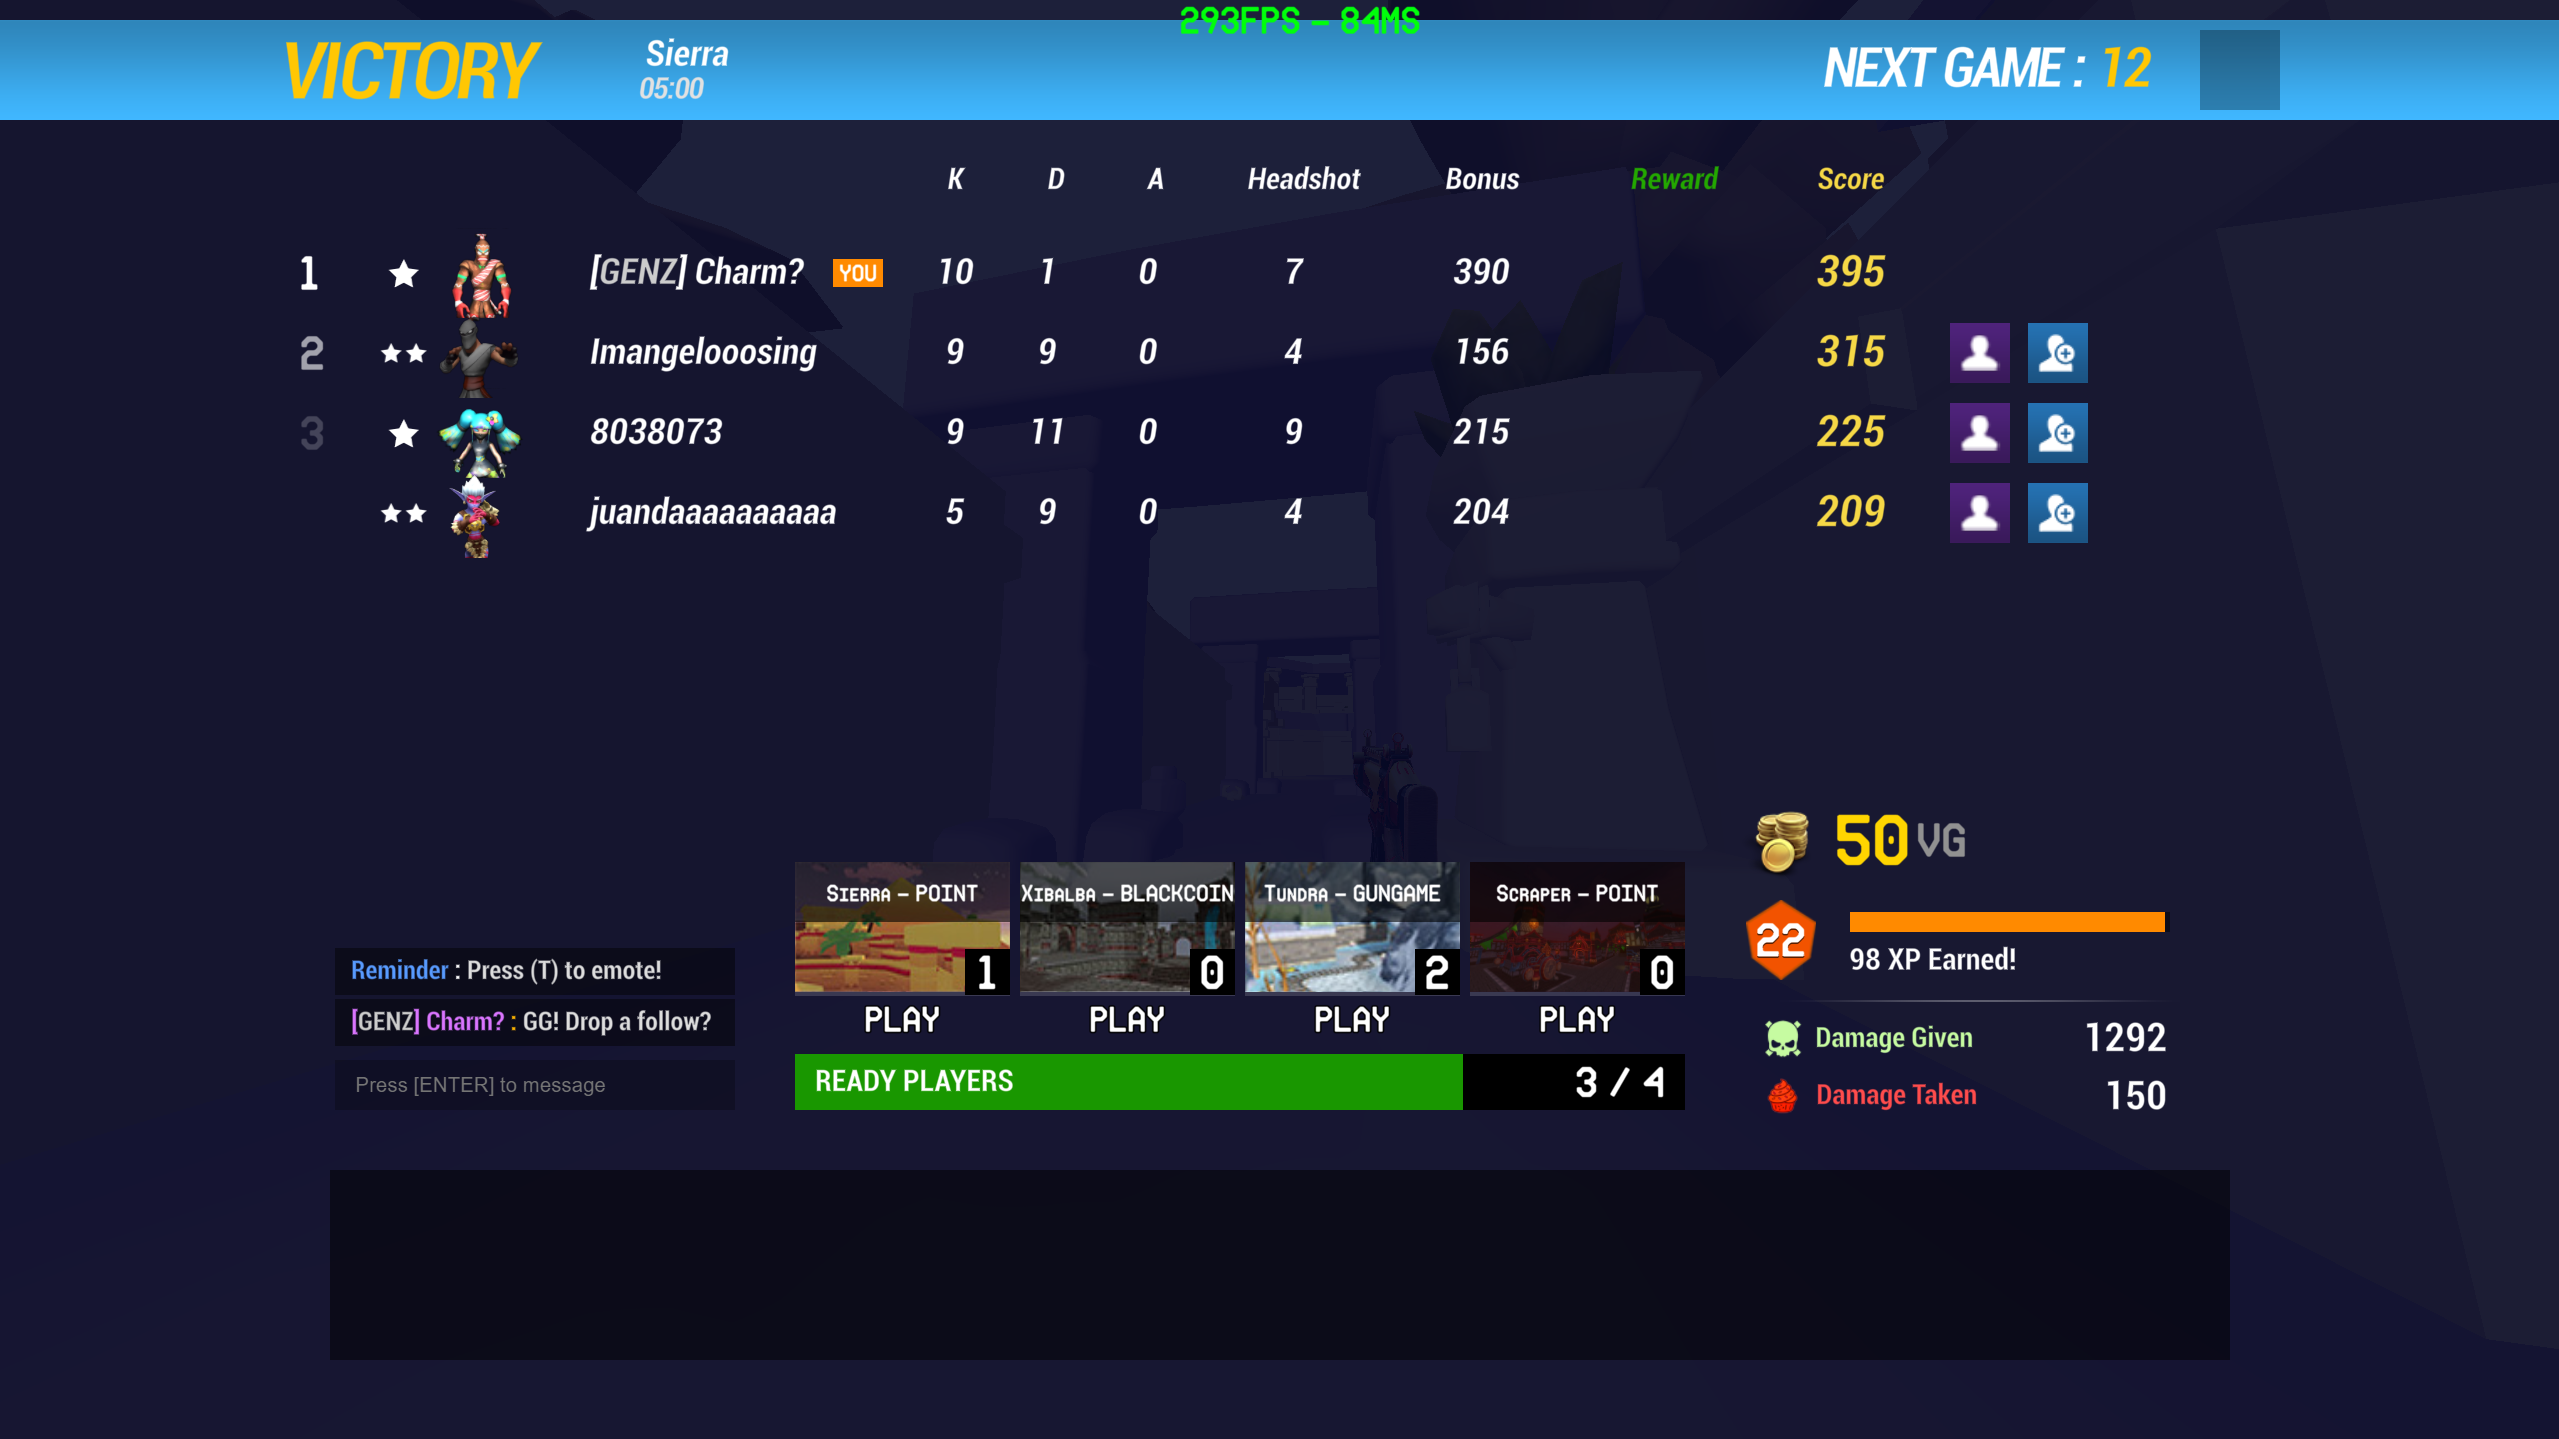 293FPS - 84MS
VICTORY
Sierra
05:00
NEXT GAME : 12
K D A Headshot Bonus Reward Score
1 [GENZ] Charm? YOU 10 1 0 7 390 395
2 Imangelooosing 9 9 0 4 156 315
3 8038073 9 11 0 9 215 225
juandaaaaaaaaaa 5 9 0 4 204 209
50 VG
22
98 XP Earned!
Damage Given 1292
Damage Taken 150
Sierra - POINT Xibalba - BLACKCOIN Tundra - GUNGAME Scraper - POINT
1 0 2 0
PLAY PLAY PLAY PLAY
READY PLAYERS 3 / 4
Reminder : Press (T) to emote!
[GENZ] Charm? : GG! Drop a follow?
Press [ENTER] to message